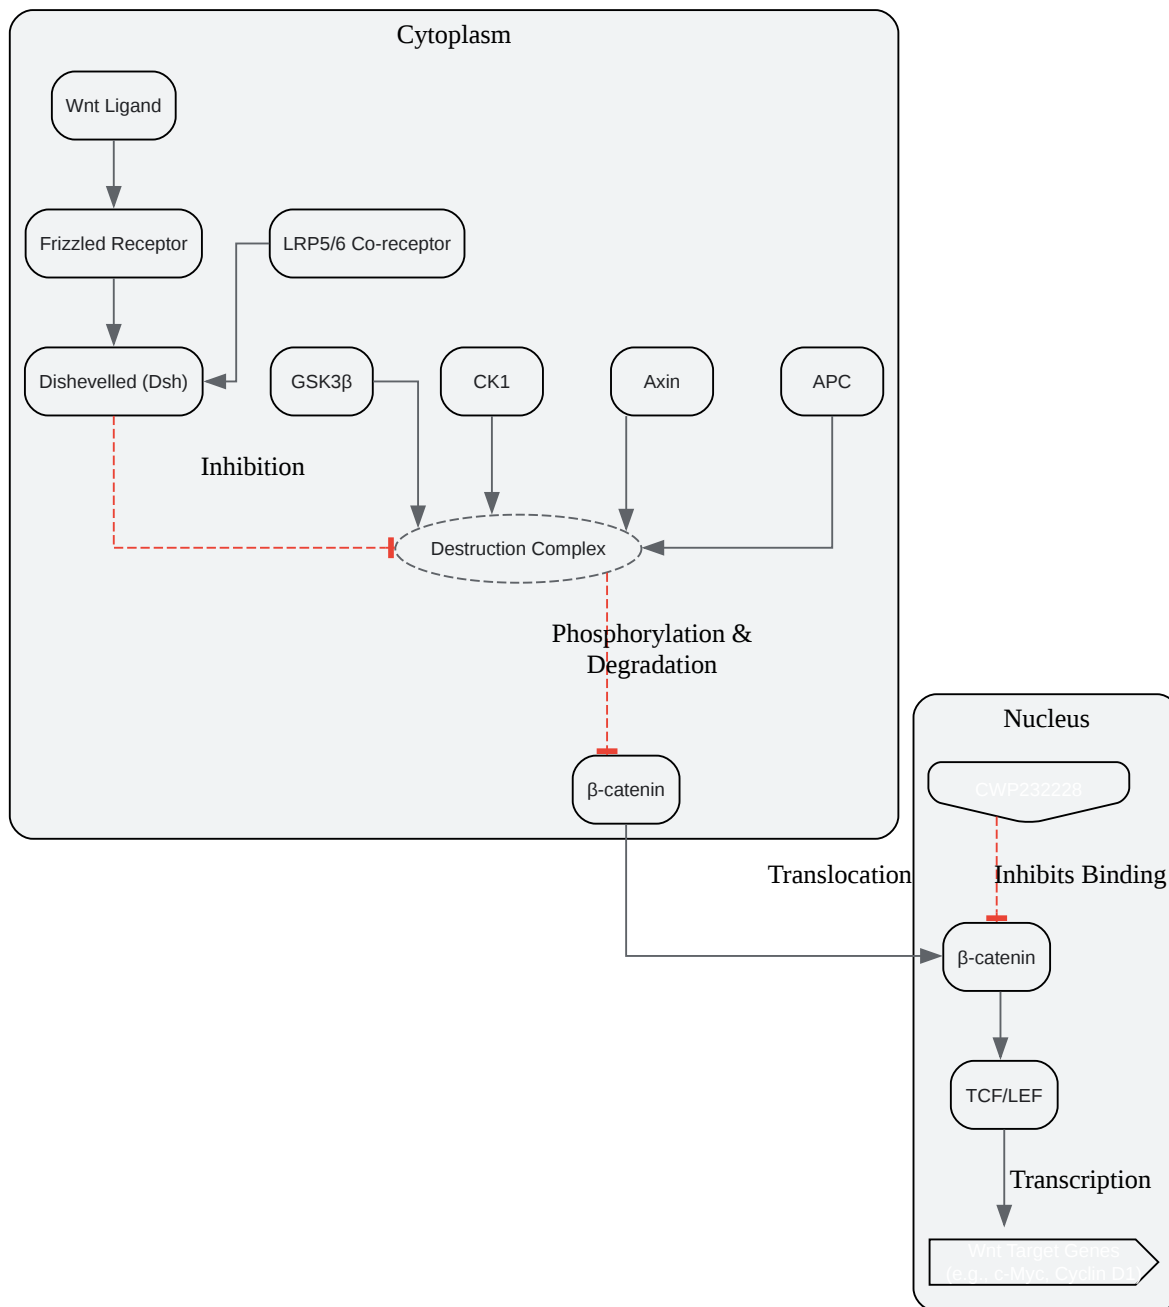 Cytoplasm
Wnt Ligand
Frizzled Receptor
LRP5/6 Co-receptor
Dishevelled (Dsh)
GSK3β
CK1
Axin
APC
Inhibition
Destruction Complex
Phosphorylation &
Degradation
β-catenin
Nucleus
CWP232228
Translocation
Inhibits Binding
β-catenin
TCF/LEF
Transcription
Wnt Target Genes
(e.g., c-Myc, Cyclin D1)